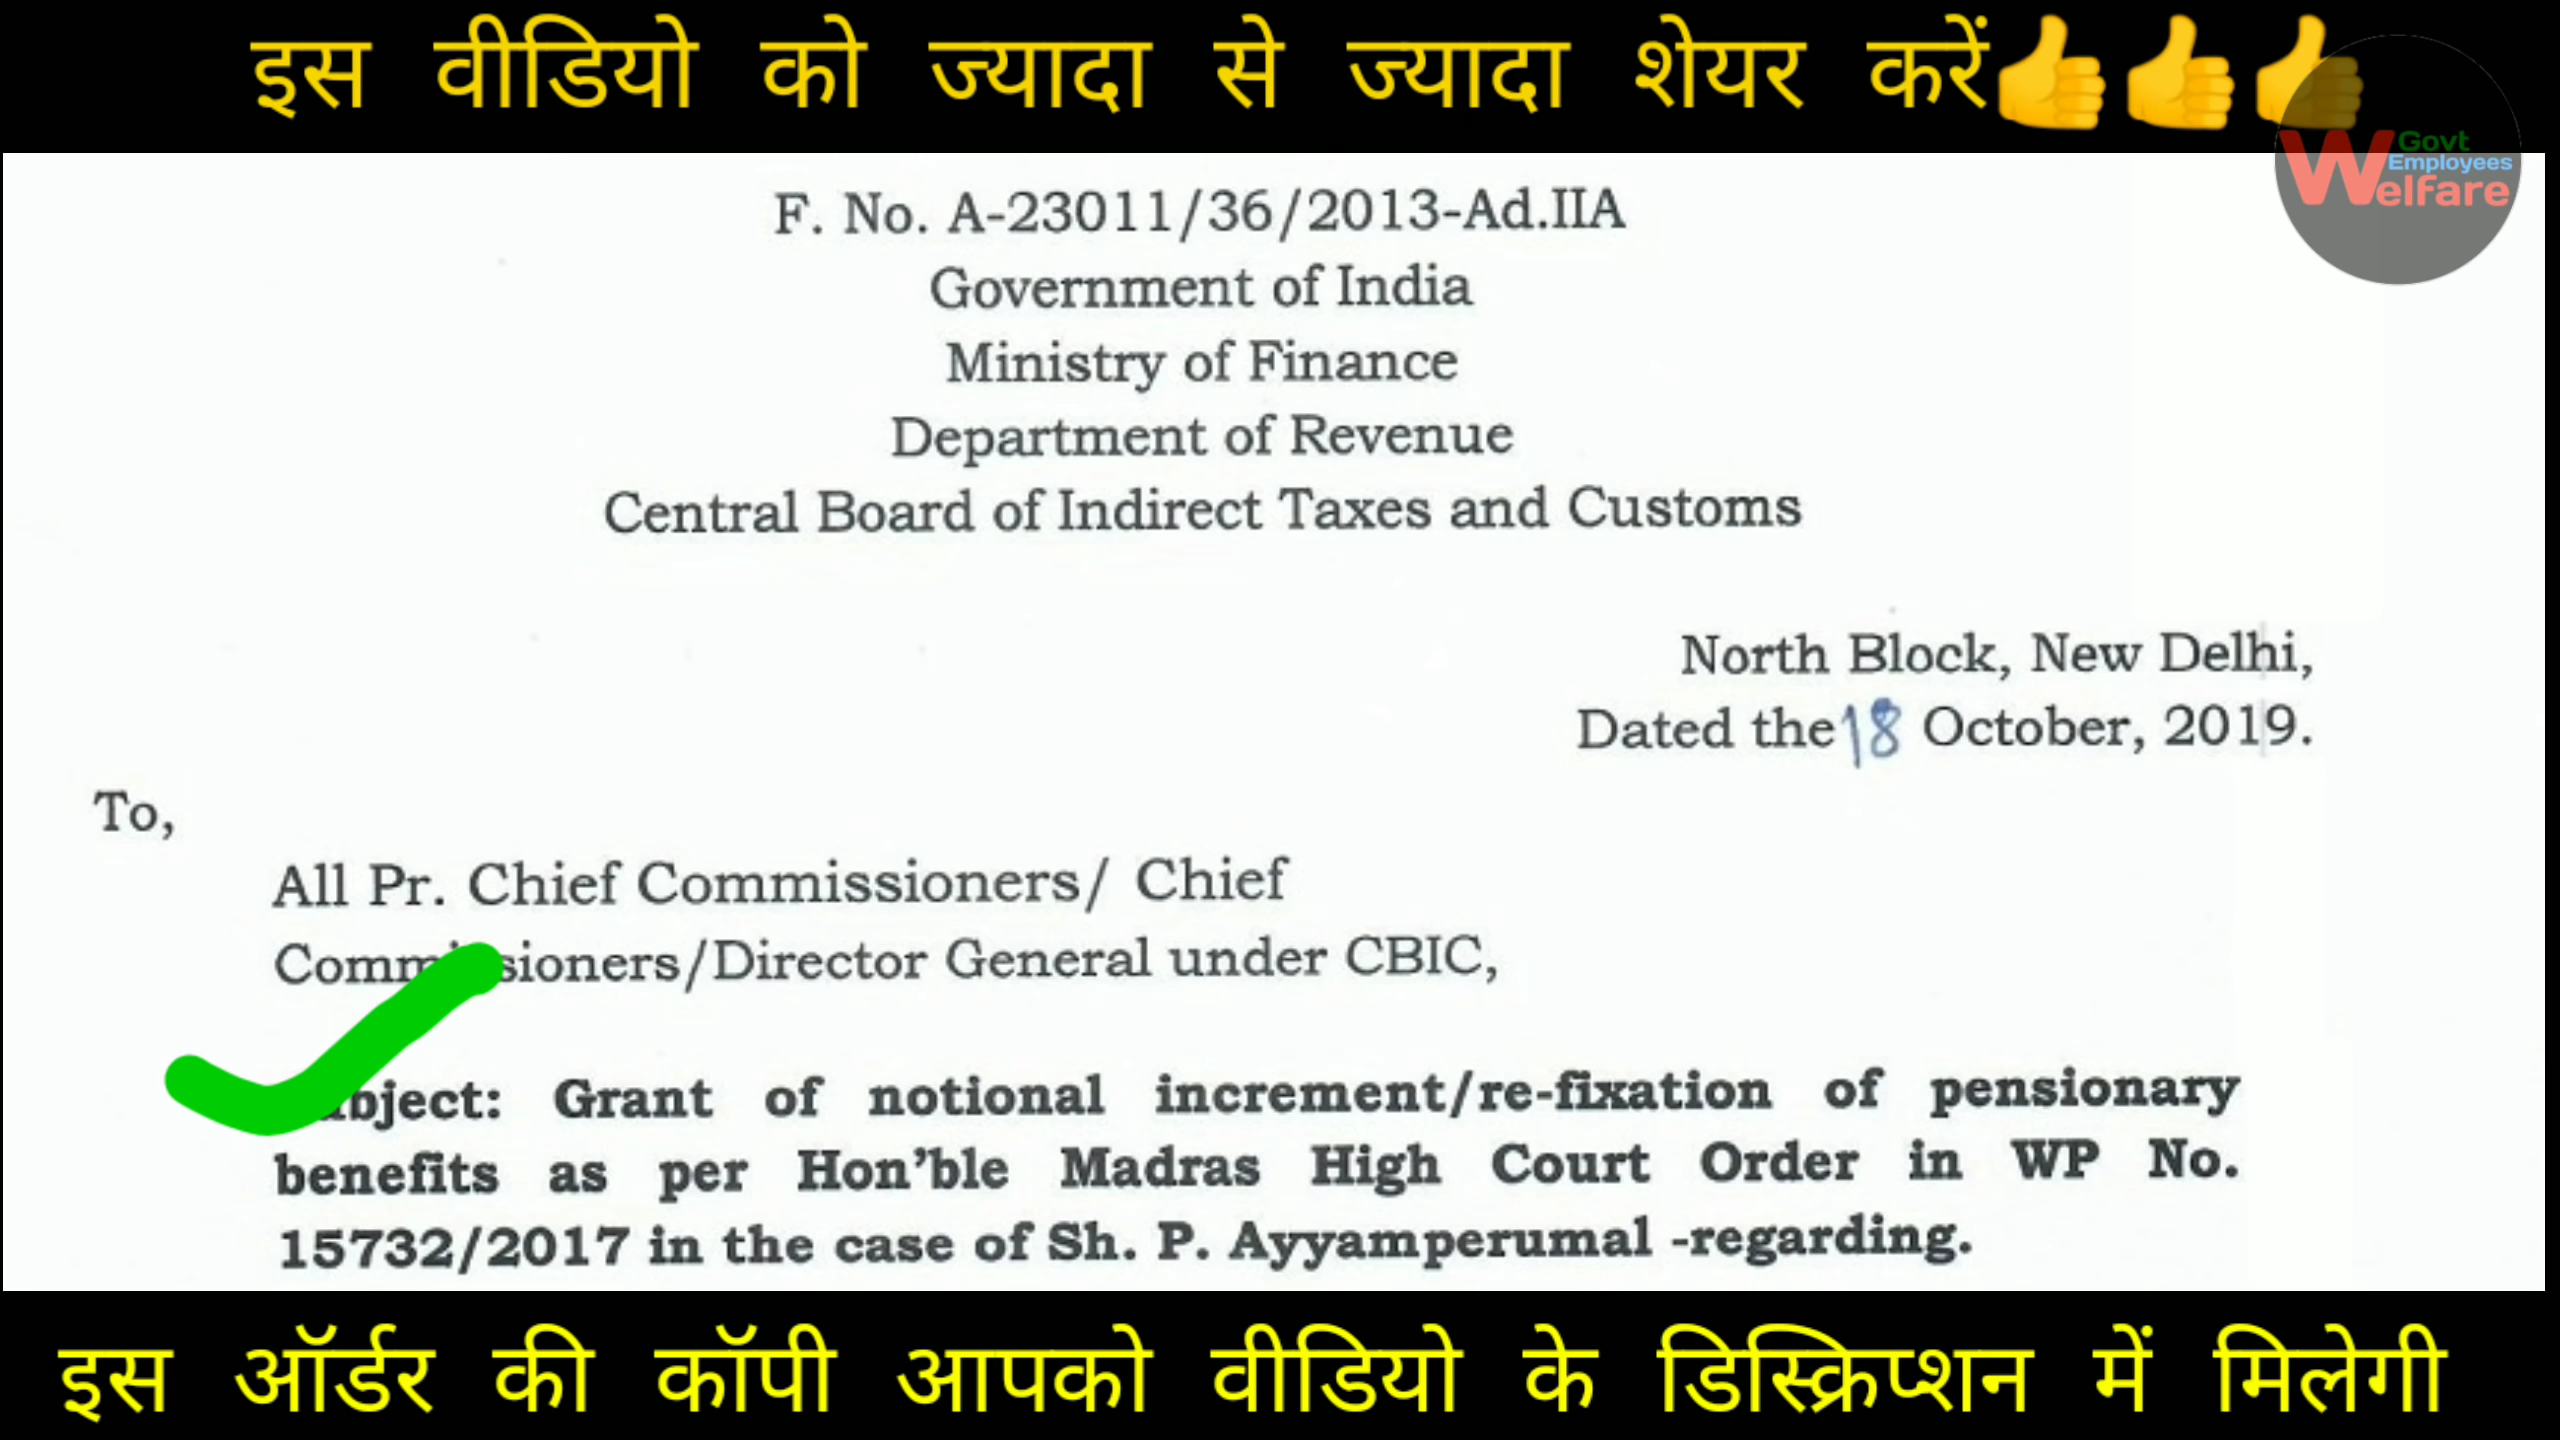 इस वीडियो को ज्यादा से ज्यादा शेयर करें👍👍👍
Govt
Employees
Welfare
F. No. A-23011/36/2013-Ad.IIA
Government of India
Ministry of Finance
Department of Revenue
Central Board of Indirect Taxes and Customs
North Block, New Delhi,
Dated the 18 October, 2019.
To,
All Pr. Chief Commissioners/ Chief
Commissioners/Director General under CBIC,
Subject: Grant of notional increment/re-fixation of pensionary
benefits as per Hon'ble Madras High Court Order in WP No.
15732/2017 in the case of Sh. P. Ayyamperumal -regarding.
इस ऑर्डर की कॉपी आपको वीडियो के डिस्क्रिप्शन में मिलेगी